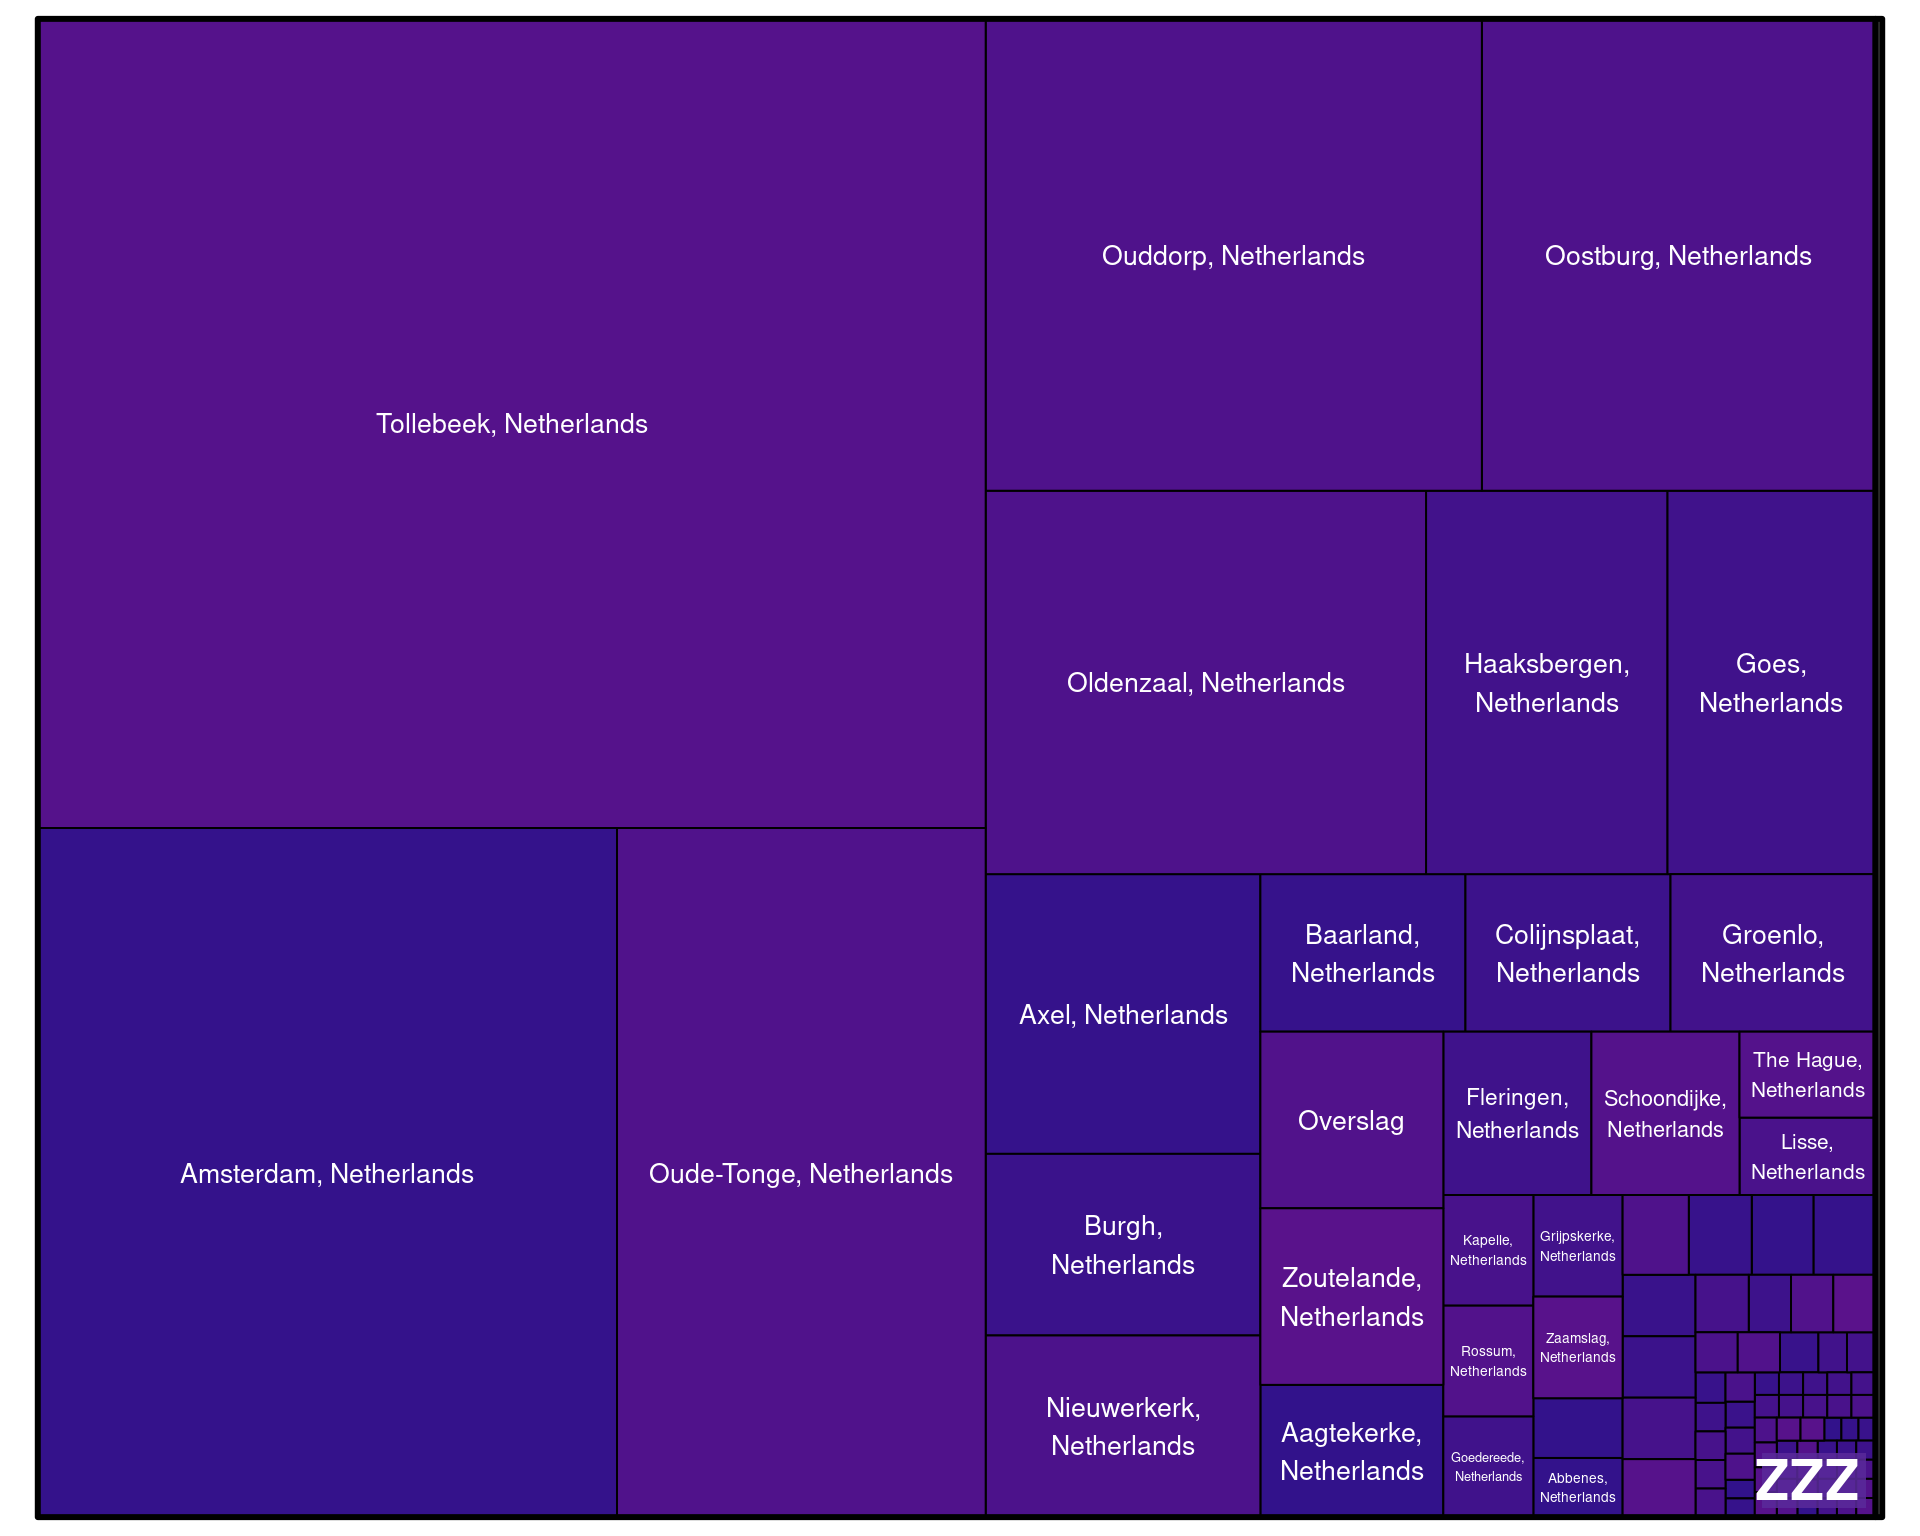 Tollebeek, Netherlands
Ouddorp, Netherlands
Oostburg, Netherlands
Oldenzaal, Netherlands
Haaksbergen,
Netherlands
Goes,
Netherlands
Amsterdam, Netherlands
Oude-Tonge, Netherlands
Axel, Netherlands
Baarland,
Netherlands
Colijnsplaat,
Netherlands
Groenlo,
Netherlands
Overslag
Fleringen,
Netherlands
Schoondijke,
Netherlands
The Hague,
Netherlands
Lisse,
Netherlands
Burgh,
Netherlands
Zoutelande,
Netherlands
Kapelle,
Netherlands
Grijpskerke,
Netherlands
Rossum,
Netherlands
Zaamslag,
Netherlands
Nieuwerkerk,
Netherlands
Aagtekerke,
Netherlands
Goedereede,
Netherlands
Abbenes,
Netherlands
ZZZ